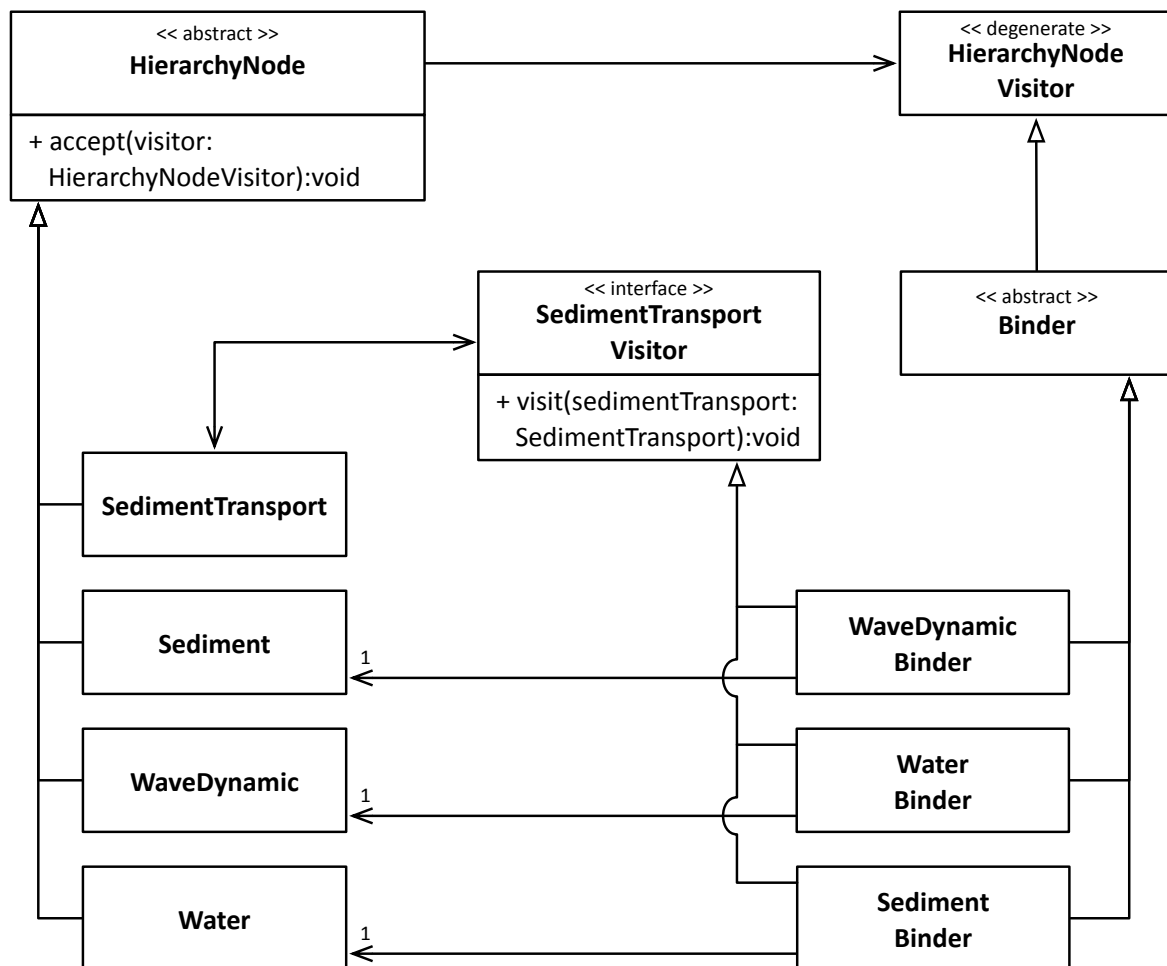 << abstract >>
HierarchyNode
+ accept(visitor:
HierarchyNodeVisitor):void
<< degenerate >>
HierarchyNode
Visitor
<< interface >>
SedimentTransport
Visitor
+ visit(sedimentTransport:
SedimentTransport):void
<< abstract >>
Binder
SedimentTransport
Sediment
1
WaveDynamic
Binder
WaveDynamic
1
Water
Binder
Water
1
Sediment
Binder